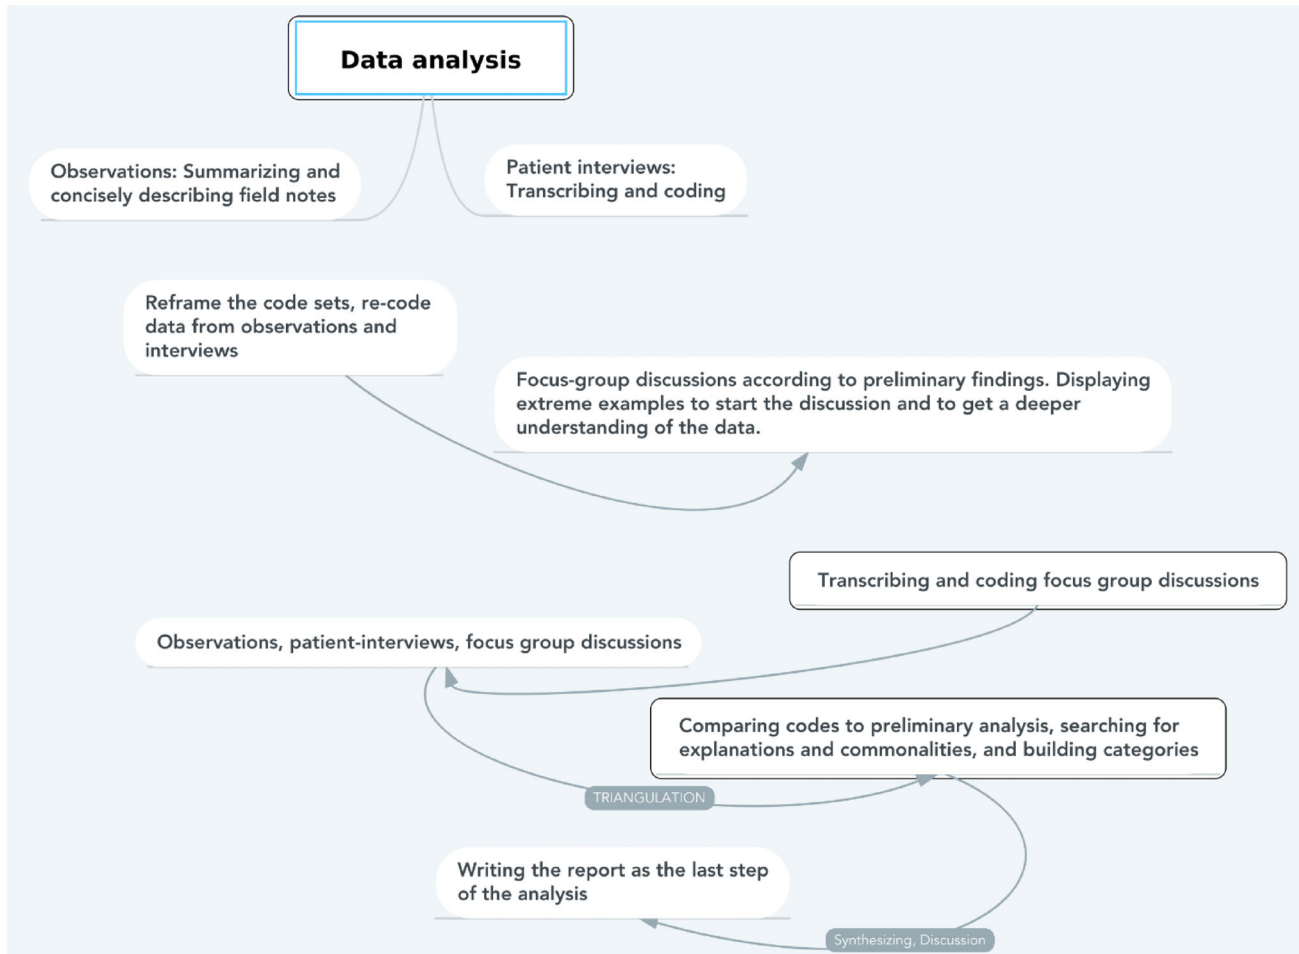 Data analysis
Observations: Summarizing and
concisely describing field notes
Patient interviews:
Transcribing and coding
Reframe the code sets, re-code
data from observations and
interviews
Focus-group discussions according to preliminary findings. Displaying
extreme examples to start the discussion and to get a deeper
understanding of the data.
Transcribing and coding focus group discussions
Observations, patient-interviews, focus group discussions
Comparing codes to preliminary analysis, searching for
explanations and commonalities, and building categories
TRIANGULATION
Writing the report as the last step
of the analysis
Synthesizing, Discussion